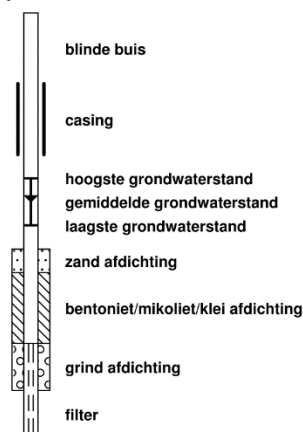 blinde buis
casing
hoogste grondwaterstand
gemiddelde grondwaterstand
laagste grondwaterstand
zand afdichting
bentoniet/mikoliet/klei afdichting
grind afdichting
filter